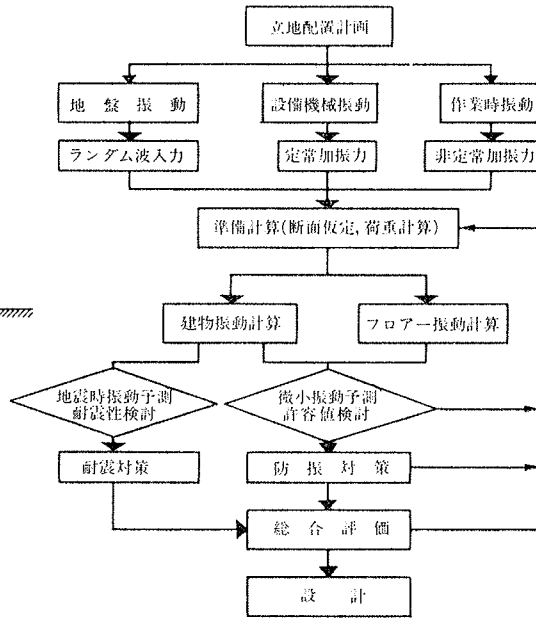 立地配置計画
地盤振動
設備機械振動
作業時振動
ランダム波入力
定常加振力
非定常加振力
準備計算(断面仮定,荷重計算)
建物振動計算
フロアー振動計算
地震時振動予測
耐震性検討
微小振動予測
許容値検討
耐震対策
防振対策
総合評価
設計